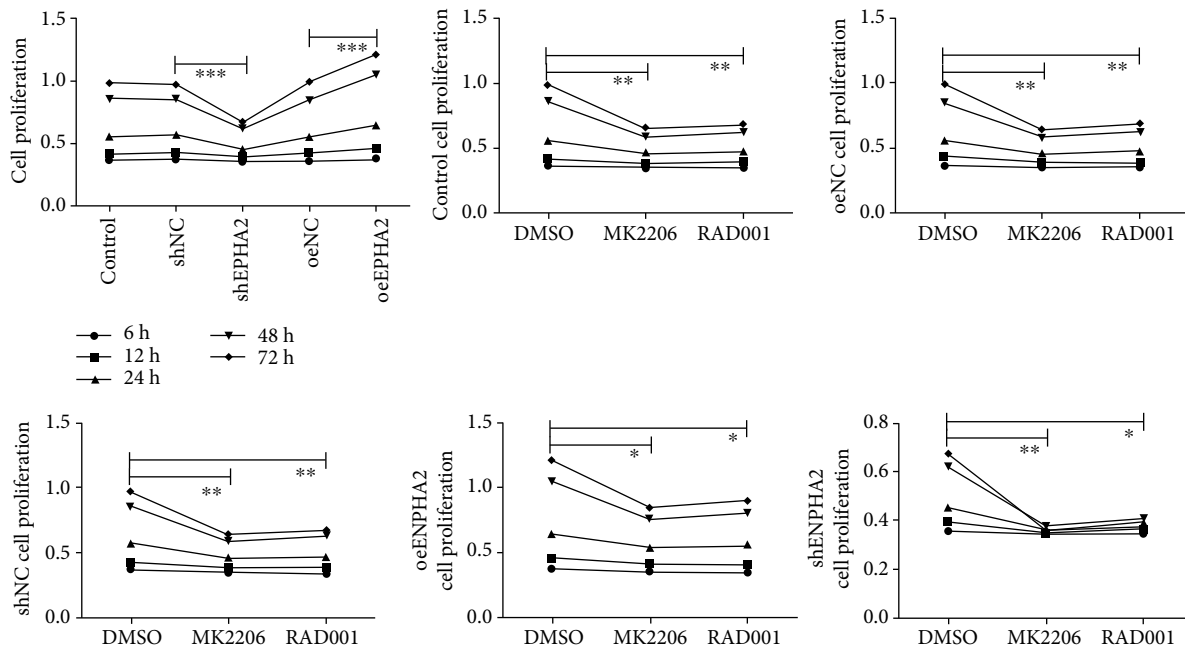 Cell proliferation
1.5
1.0
0.5
0.0
***
***
Control
shNC
shEPHA2
oeNC
oeEPHA2
Control cell proliferation
1.5
1.0
0.5
0.0
**
**
DMSO MK2206 RAD001
oeNC cell proliferation
1.5
1.0
0.5
0.0
**
**
DMSO MK2206 RAD001
6 h
12 h
24 h
48 h
72 h
shNC cell proliferation
1.5
1.0
0.5
0.0
**
**
DMSO MK2206 RAD001
oeENPHA2
cell proliferation
1.5
1.0
0.5
0.0
*
*
DMSO MK2206 RAD001
shENPHA2
cell proliferation
0.8
0.6
0.4
0.2
0.0
**
*
DMSO MK2206 RAD001